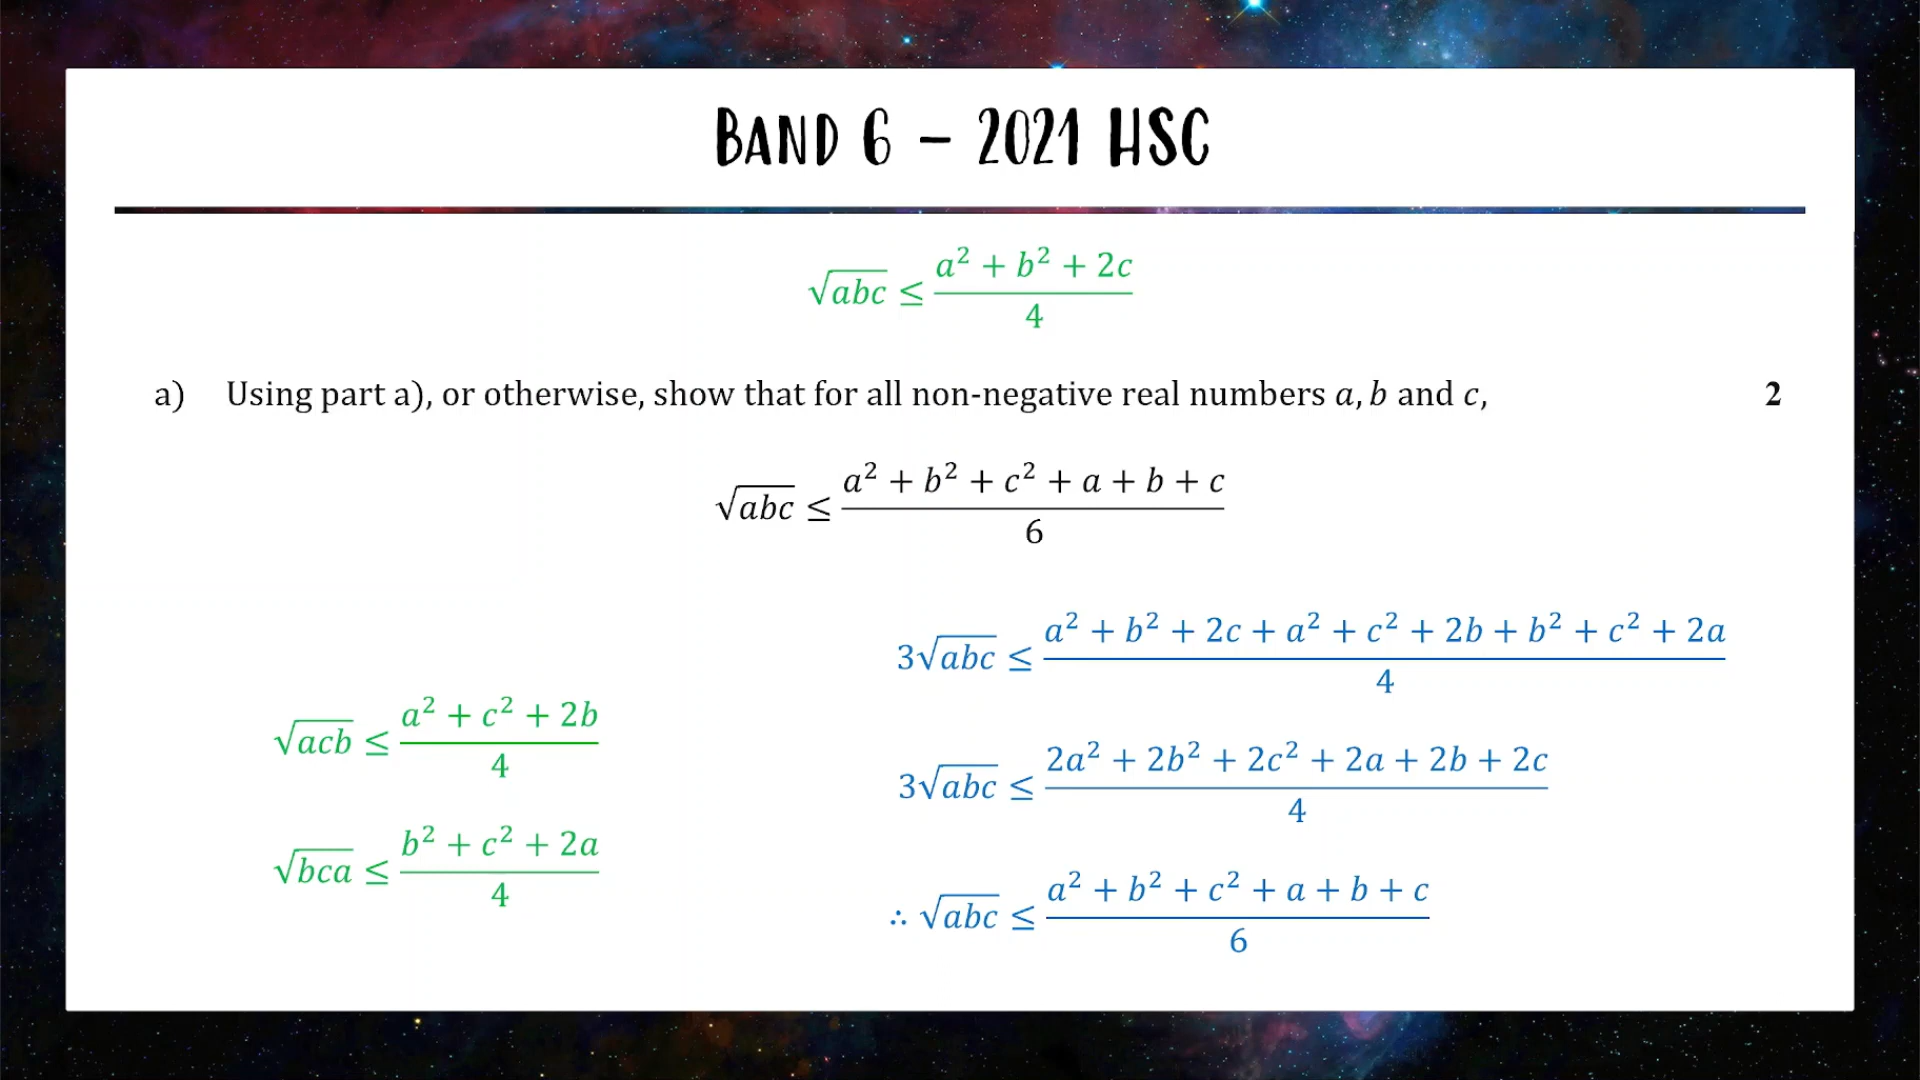 BAND 6 – 2021 HSC
√abc ≤ (a² + b² + 2c)/4
a) Using part a), or otherwise, show that for all non-negative real numbers a, b and c, 2
√abc ≤ (a² + b² + c² + a + b + c)/6
√acb ≤ (a² + c² + 2b)/4
√bca ≤ (b² + c² + 2a)/4
3√abc ≤ (a² + b² + 2c + a² + c² + 2b + b² + c² + 2a)/4
3√abc ≤ (2a² + 2b² + 2c² + 2a + 2b + 2c)/4
∴ √abc ≤ (a² + b² + c² + a + b + c)/6